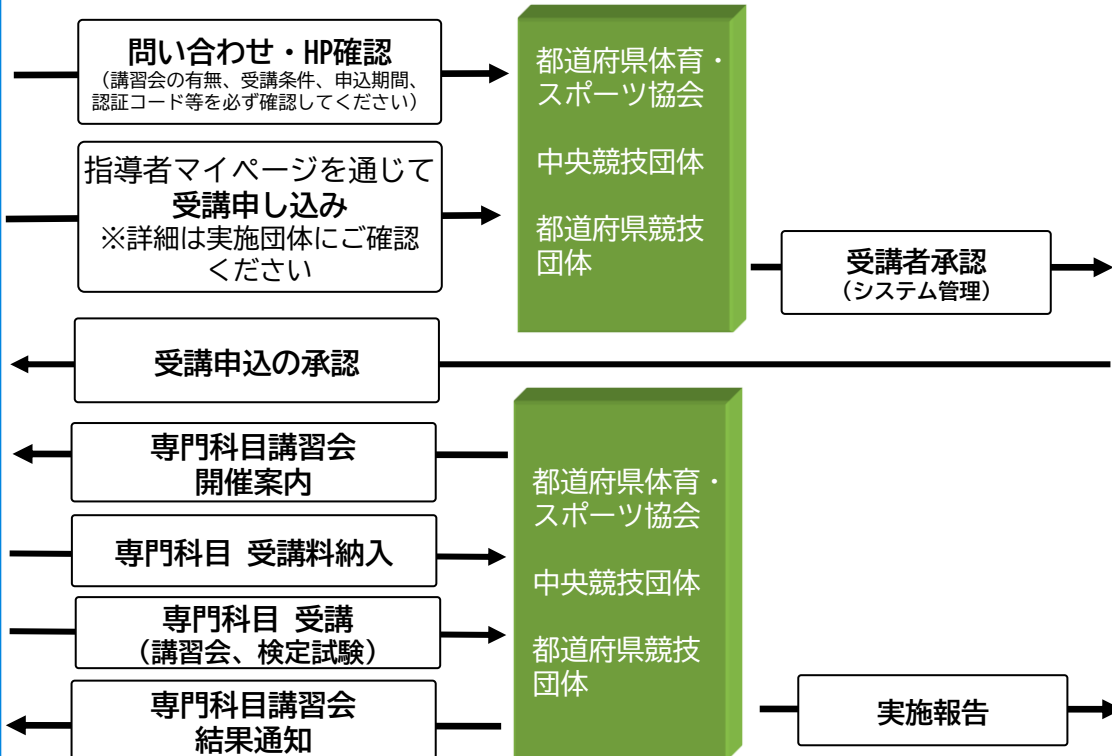 問い合わせ・HP確認
（講習会の有無、受講条件、申込期間、
認証コード等を必ず確認してください）
都道府県体育・
スポーツ協会
中央競技団体
都道府県競技
団体
指導者マイページを通じて
受講申し込み
※詳細は実施団体にご確認
ください
受講者承認
（システム管理）
受講申込の承認
専門科目講習会
開催案内
都道府県体育・
スポーツ協会
中央競技団体
都道府県競技
団体
専門科目 受講料納入
専門科目 受講
（講習会、検定試験）
専門科目講習会
結果通知
実施報告